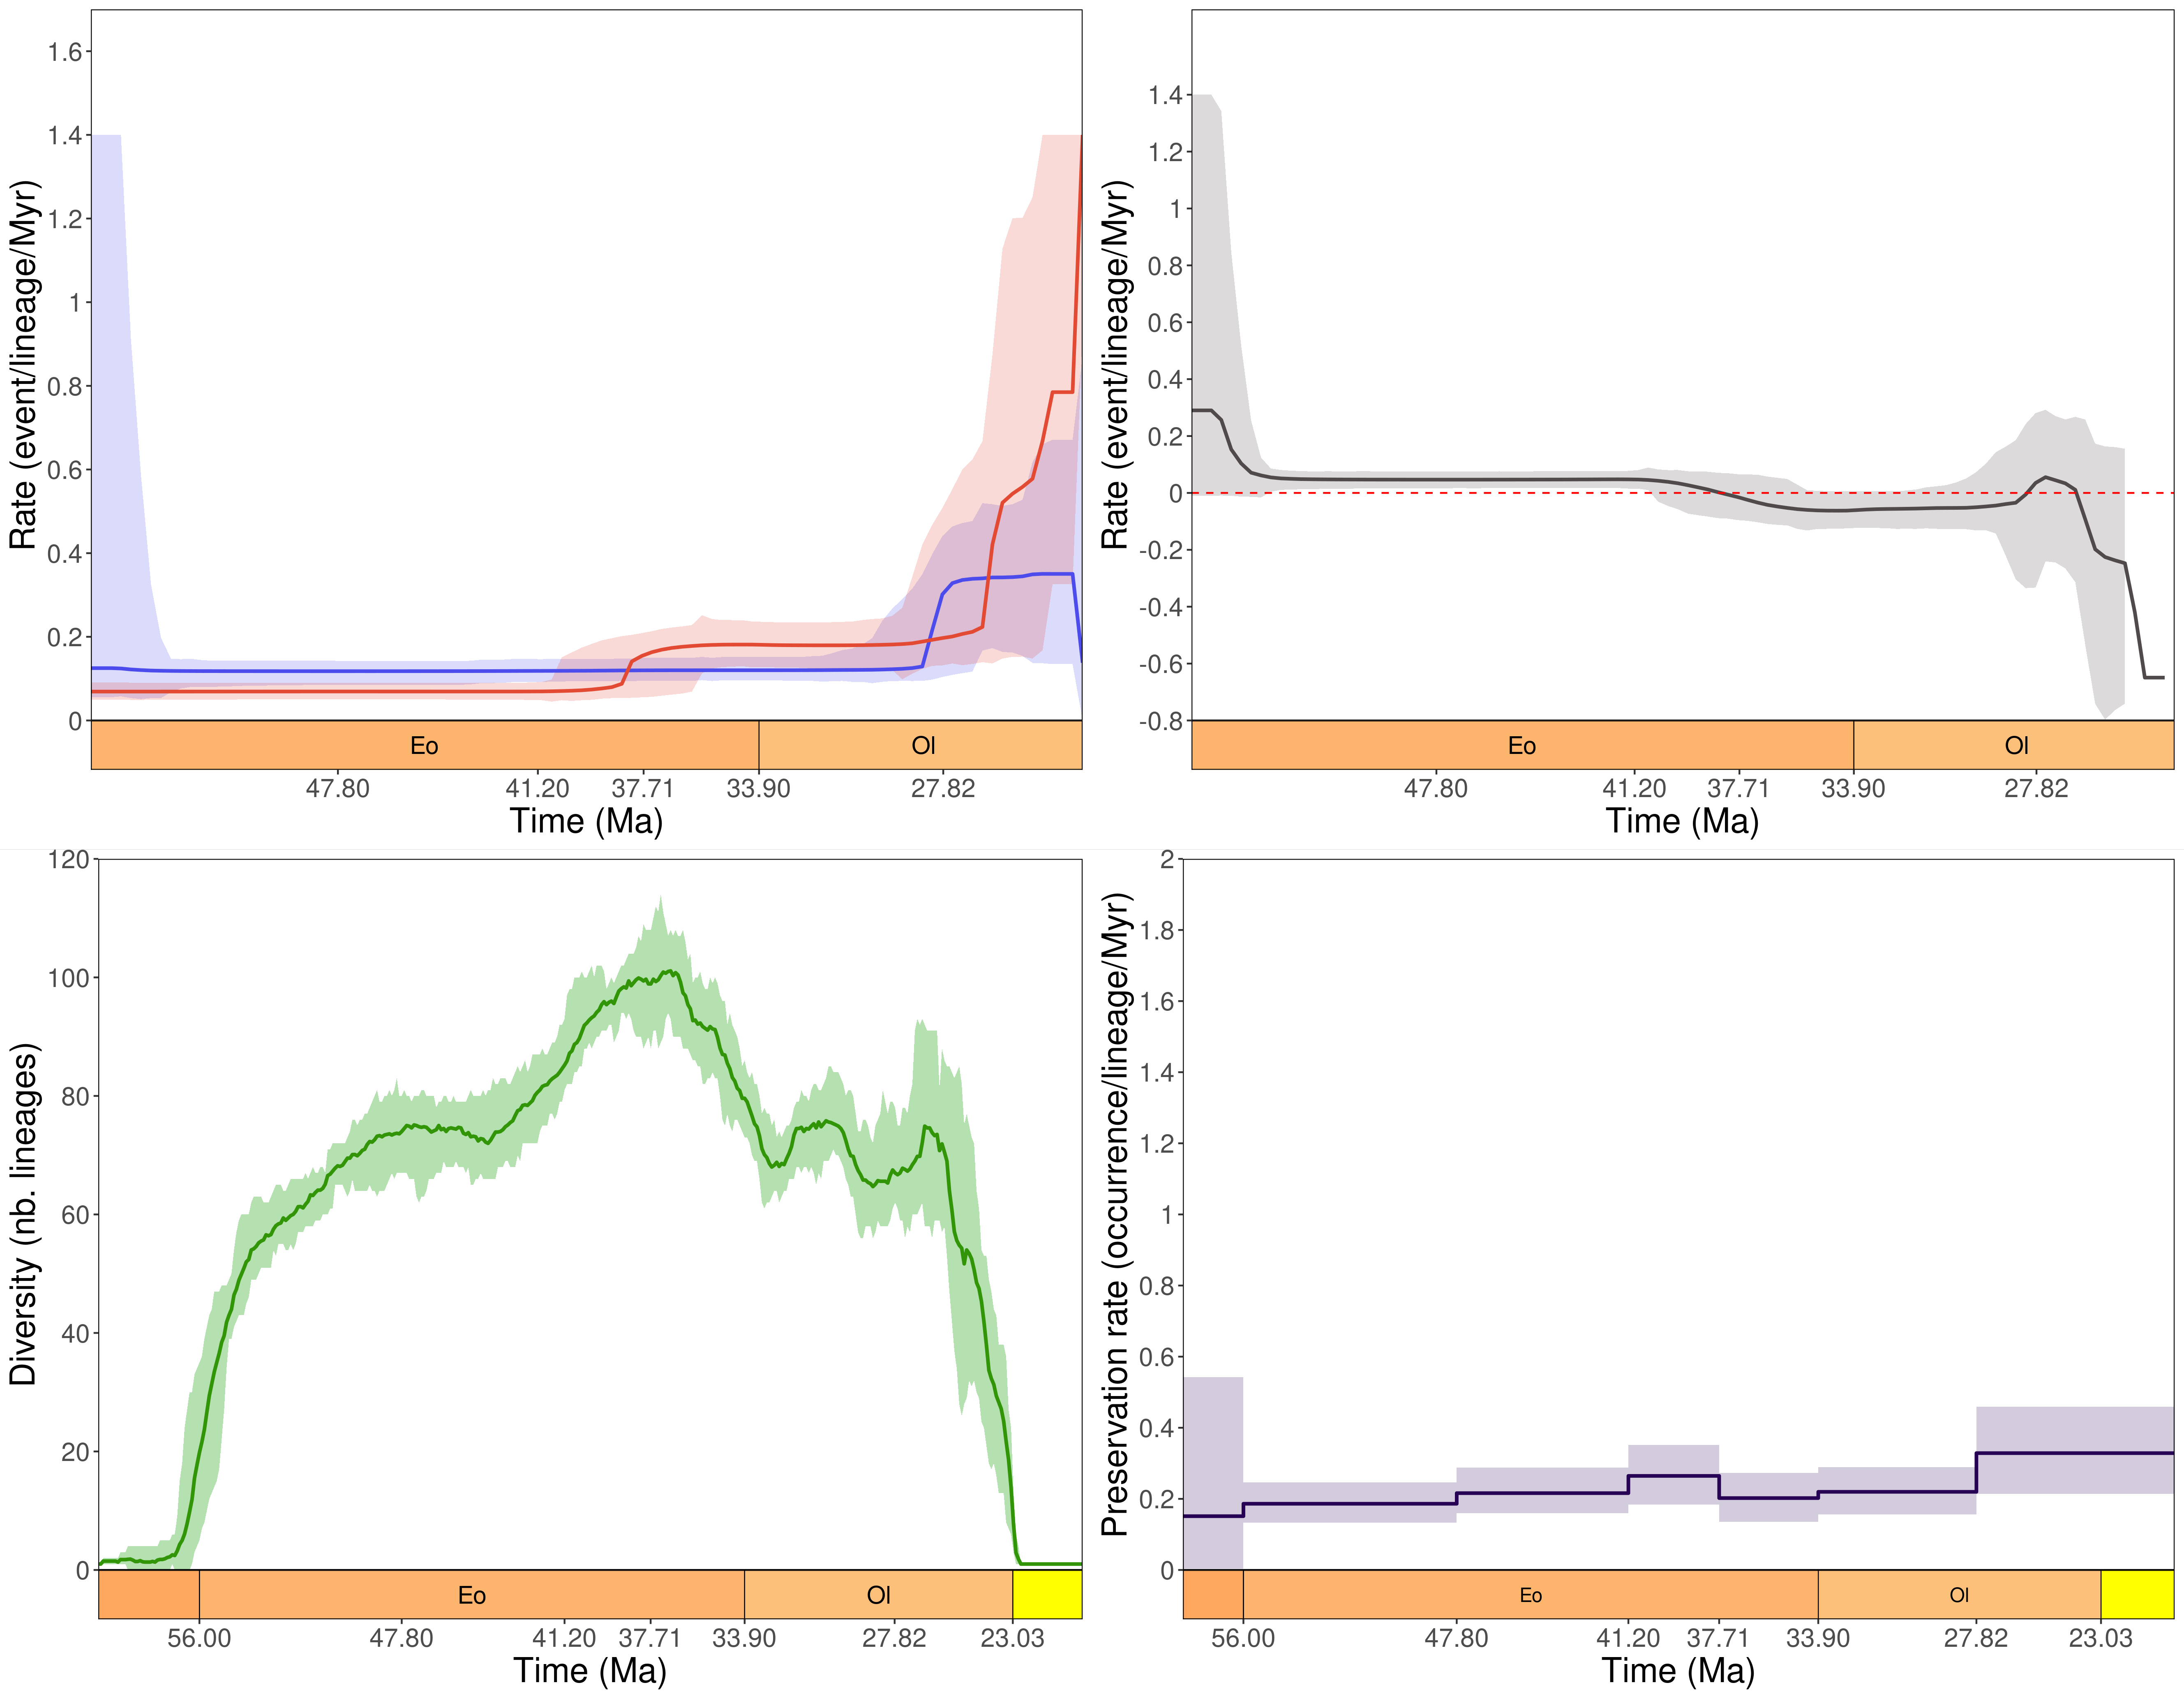 Rate (event/lineage/Myr)
1.6
1.4
1.2
1
0.8
0.6
0.4
0.2
0
Eo Ol
47.80 41.20 37.71 33.90 27.82
Time (Ma)
Rate (event/lineage/Myr)
1.4
1.2
1
0.8
0.6
0.4
0.2
0
-0.2
-0.4
-0.6
-0.8
Eo Ol
47.80 41.20 37.71 33.90 27.82
Time (Ma)
Diversity (nb. lineages)
120
100
80
60
40
20
0
Eo Ol
56.00 47.80 41.20 37.71 33.90 27.82 23.03
Time (Ma)
Preservation rate (occurrence/lineage/Myr)
2
1.8
1.6
1.4
1.2
1
0.8
0.6
0.4
0.2
0
Eo Ol
56.00 47.80 41.20 37.71 33.90 27.82 23.03
Time (Ma)